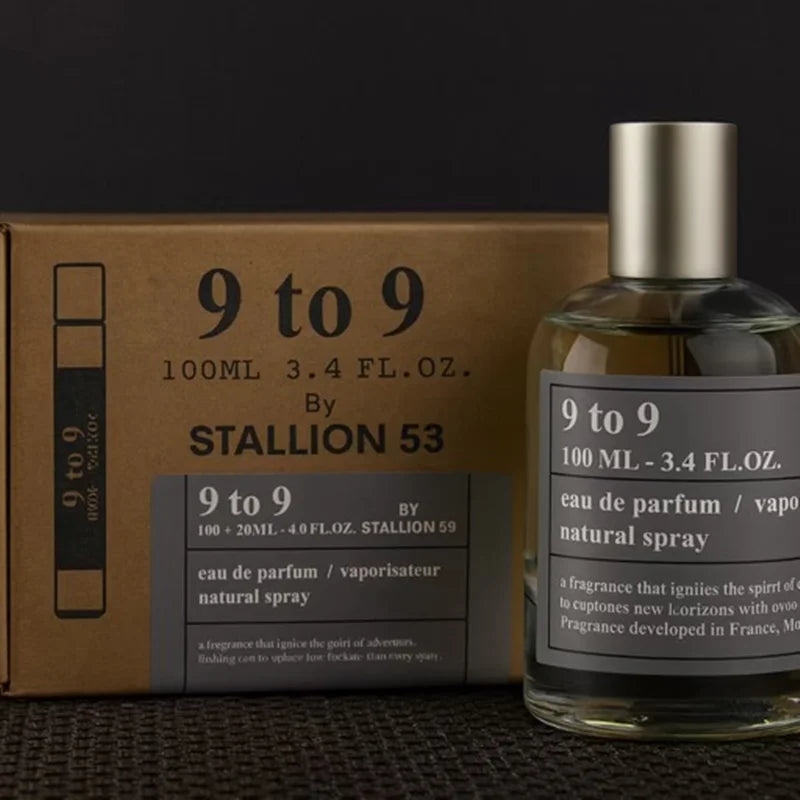 9 to 9
100ML 3.4 FL.OZ.
By
STALLION 53
9 to 9
9 to 9
BY
100 + 20ML - 4.0 FL.OZ. STALLION 59
eau de parfum / vaporisateur
natural spray
a fregrance that ignice the goirt of
9 to 9
100 ML - 3.4 FL.OZ.
eau de parfum / vapo
natural spray
a fragrance that igniies the spirrt of
to cuptones new horizons with ovoo
Pragrance developed in France, Mo